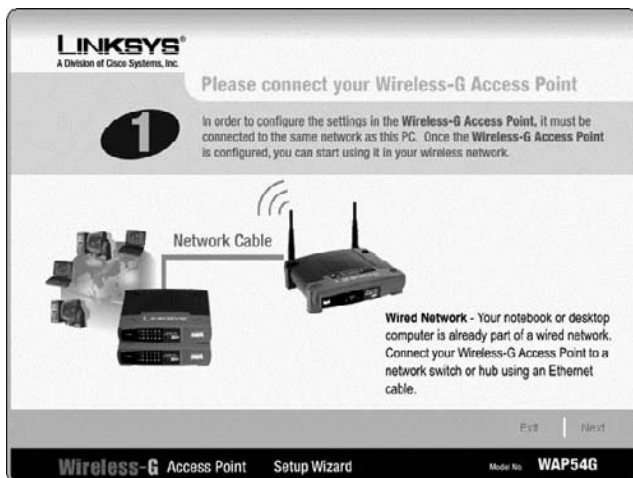 LINKSYS®
A Division of Cisco Systems, Inc.
Please connect your Wireless-G Access Point
1
In order to configure the settings in the Wireless-G Access Point, it must be
connected to the same network as this PC. Once the Wireless-G Access Point
is configured, you can start using it in your wireless network.
Network Cable
LINKSYS
Wired Network - Your notebook or desktop
computer is already part of a wired network.
Connect your Wireless-G Access Point to a
network switch or hub using an Ethernet
cable.
Exit
Next
Wireless-G Access Point Setup Wizard
Model No. WAP54G